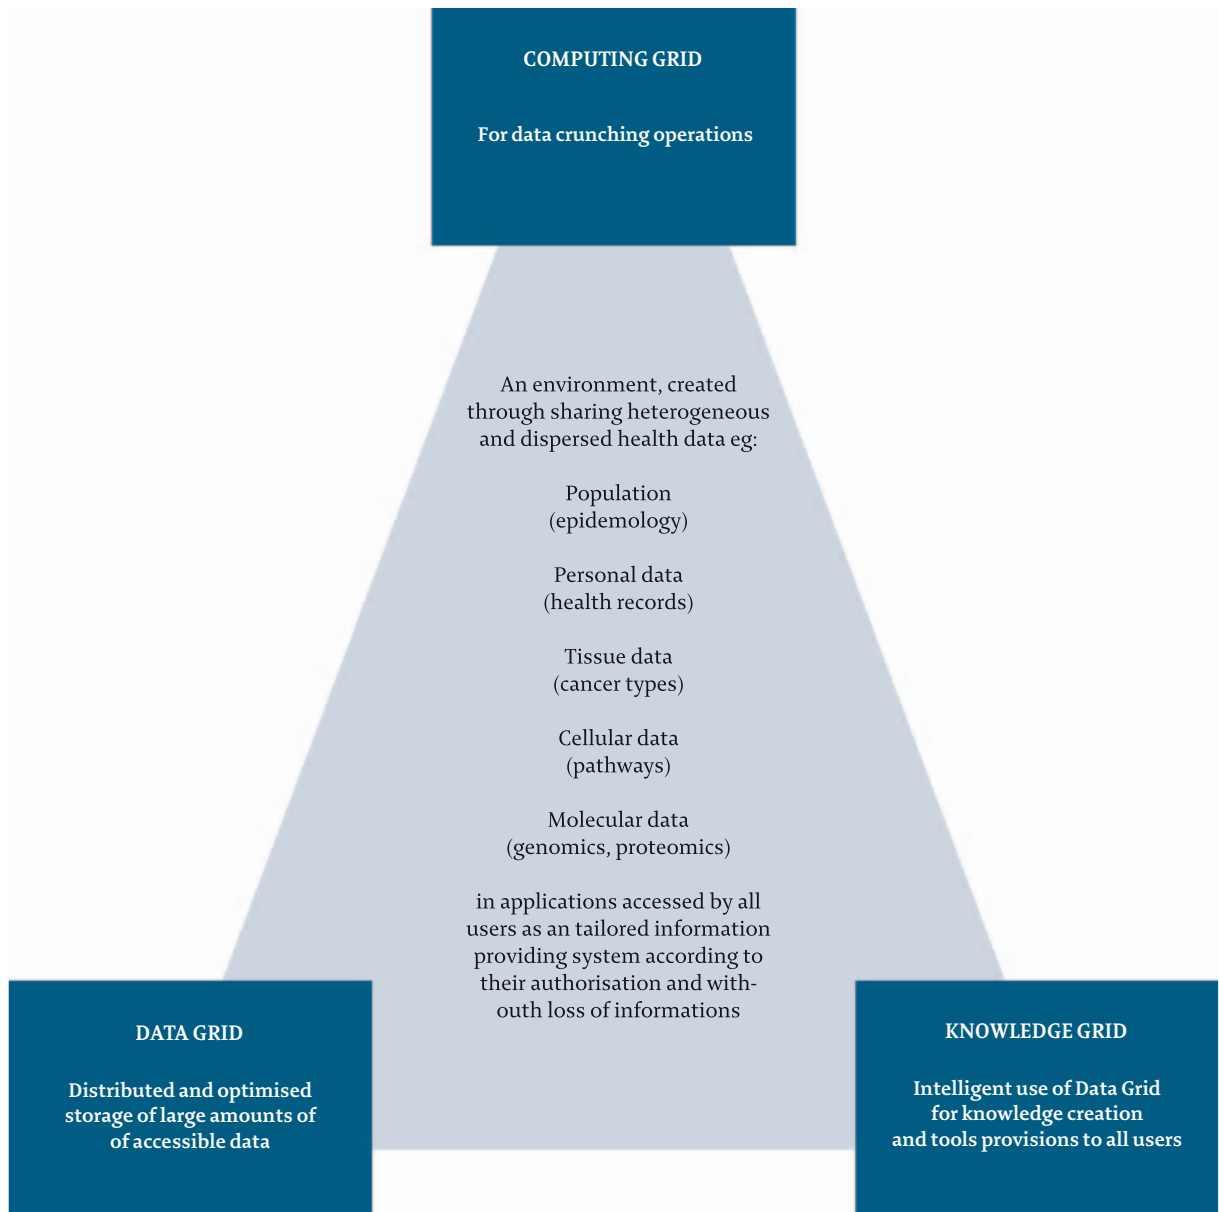 COMPUTING GRID
For data crunching operations
An environment, created
through sharing heterogeneous
and dispersed health data eg:
Population
(epidemology)
Personal data
(health records)
Tissue data
(cancer types)
Cellular data
(pathways)
Molecular data
(genomics, proteomics)
in applications accessed by all
users as an tailored information
providing system according to
their authorisation and with-
outh loss of informations
DATA GRID
Distributed and optimised
storage of large amounts of
of accessible data
KNOWLEDGE GRID
Intelligent use of Data Grid
for knowledge creation
and tools provisions to all users